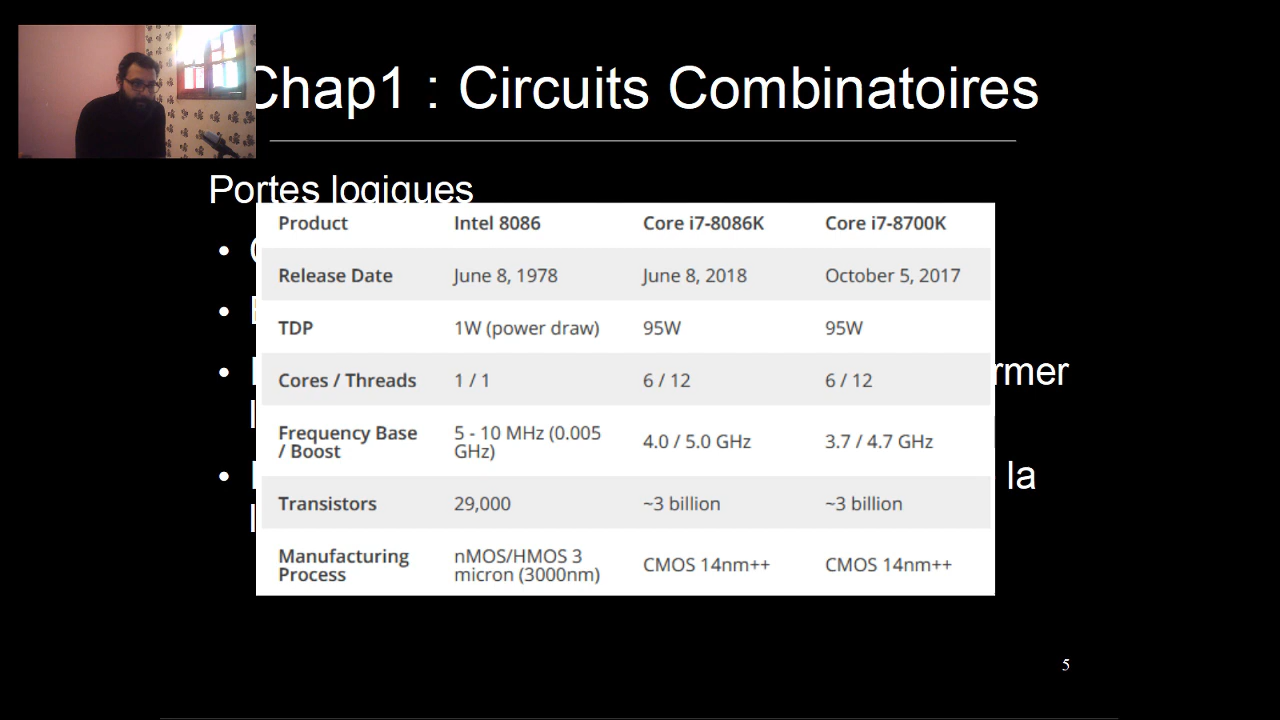 Chap1 : Circuits Combinatoires
Portes logiques
Product Intel 8086 Core i7-8086K Core i7-8700K
Release Date June 8, 1978 June 8, 2018 October 5, 2017
TDP 1W (power draw) 95W 95W
Cores / Threads 1 / 1 6 / 12 6 / 12
rmer
Frequency Base 5 - 10 MHz (0.005 4.0 / 5.0 GHz 3.7 / 4.7 GHz
/ Boost GHz)
la
Transistors 29,000 ~3 billion ~3 billion
Manufacturing nMOS/HMOS 3 CMOS 14nm++ CMOS 14nm++
Process micron (3000nm)
5